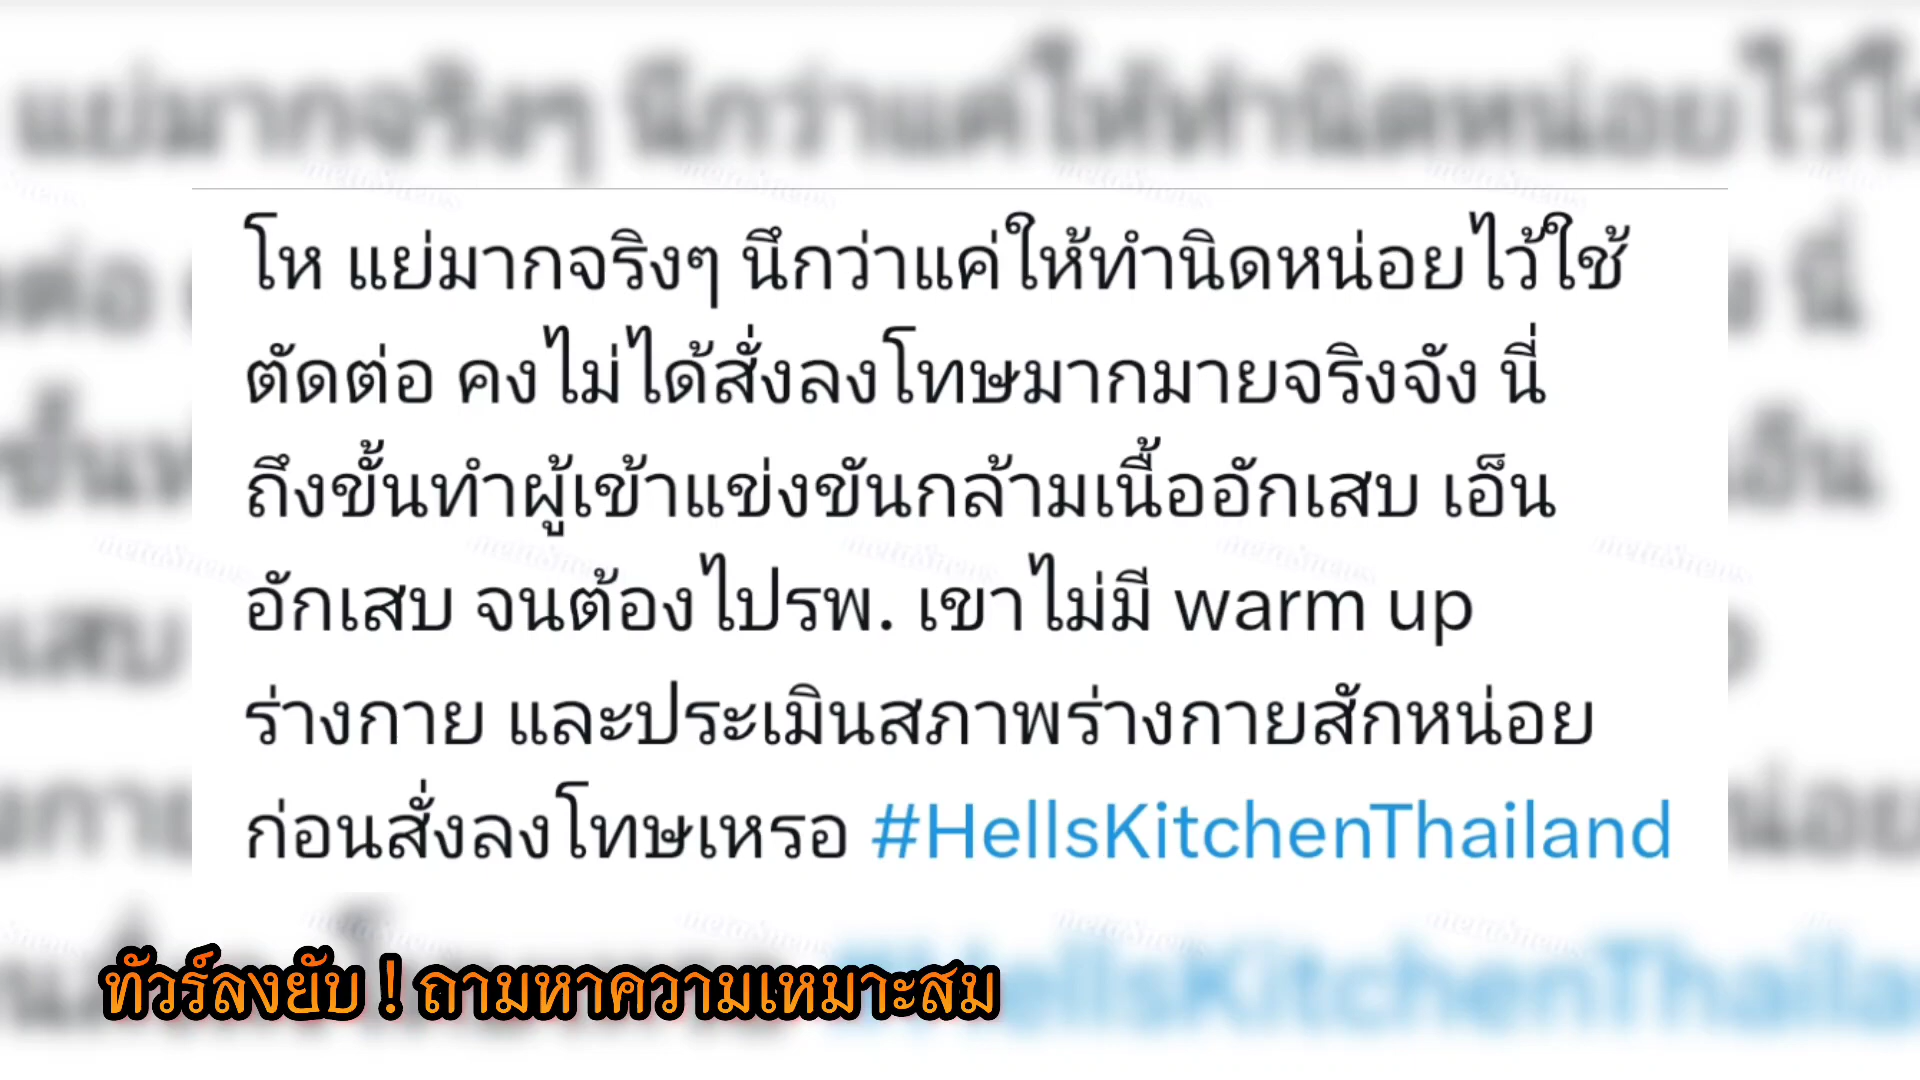 โห แย่มากจริงๆ นึกว่าแค่ให้ทำนิดหน่อยไว้ใช้
ตัดต่อ คงไม่ได้สั่งลงโทษมากมายจริงจัง นี่
ถึงขั้นทำผู้เข้าแข่งขันกล้ามเนื้ออักเสบ เอ็น
อักเสบ จนต้องไปรพ. เขาไม่มี warm up
ร่างกาย และประเมินสภาพร่างกายสักหน่อย
ก่อนสั่งลงโทษเหรอ #HellsKitchenThailand
ทัวร์ลงยับ ! ถามหาความเหมาะสม